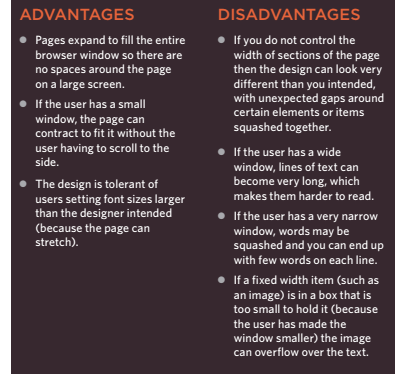 ADVANTAGES
Pages expand to fill the entire
browser window so there are
no spaces around the page
on a large screen.
If the user has a small
window, the page can
contract to fit it without the
user having to scroll to the
side.
The design is tolerant of
users setting font sizes larger
than the designer intended
(because the page can
stretch).
DISADVANTAGES
If you do not control the
width of sections of the page
then the design can look very
different than you intended,
with unexpected gaps around
certain elements or items
squashed together.
If the user has a wide
window, lines of text can
become very long, which
makes them harder to read.
If the user has a very narrow
window, words may be
squashed and you can end up
with few words on each line.
If a fixed width item (such as
an image) is in a box that is
too small to hold it (because
the user has made the
window smaller) the image
can overflow over the text.